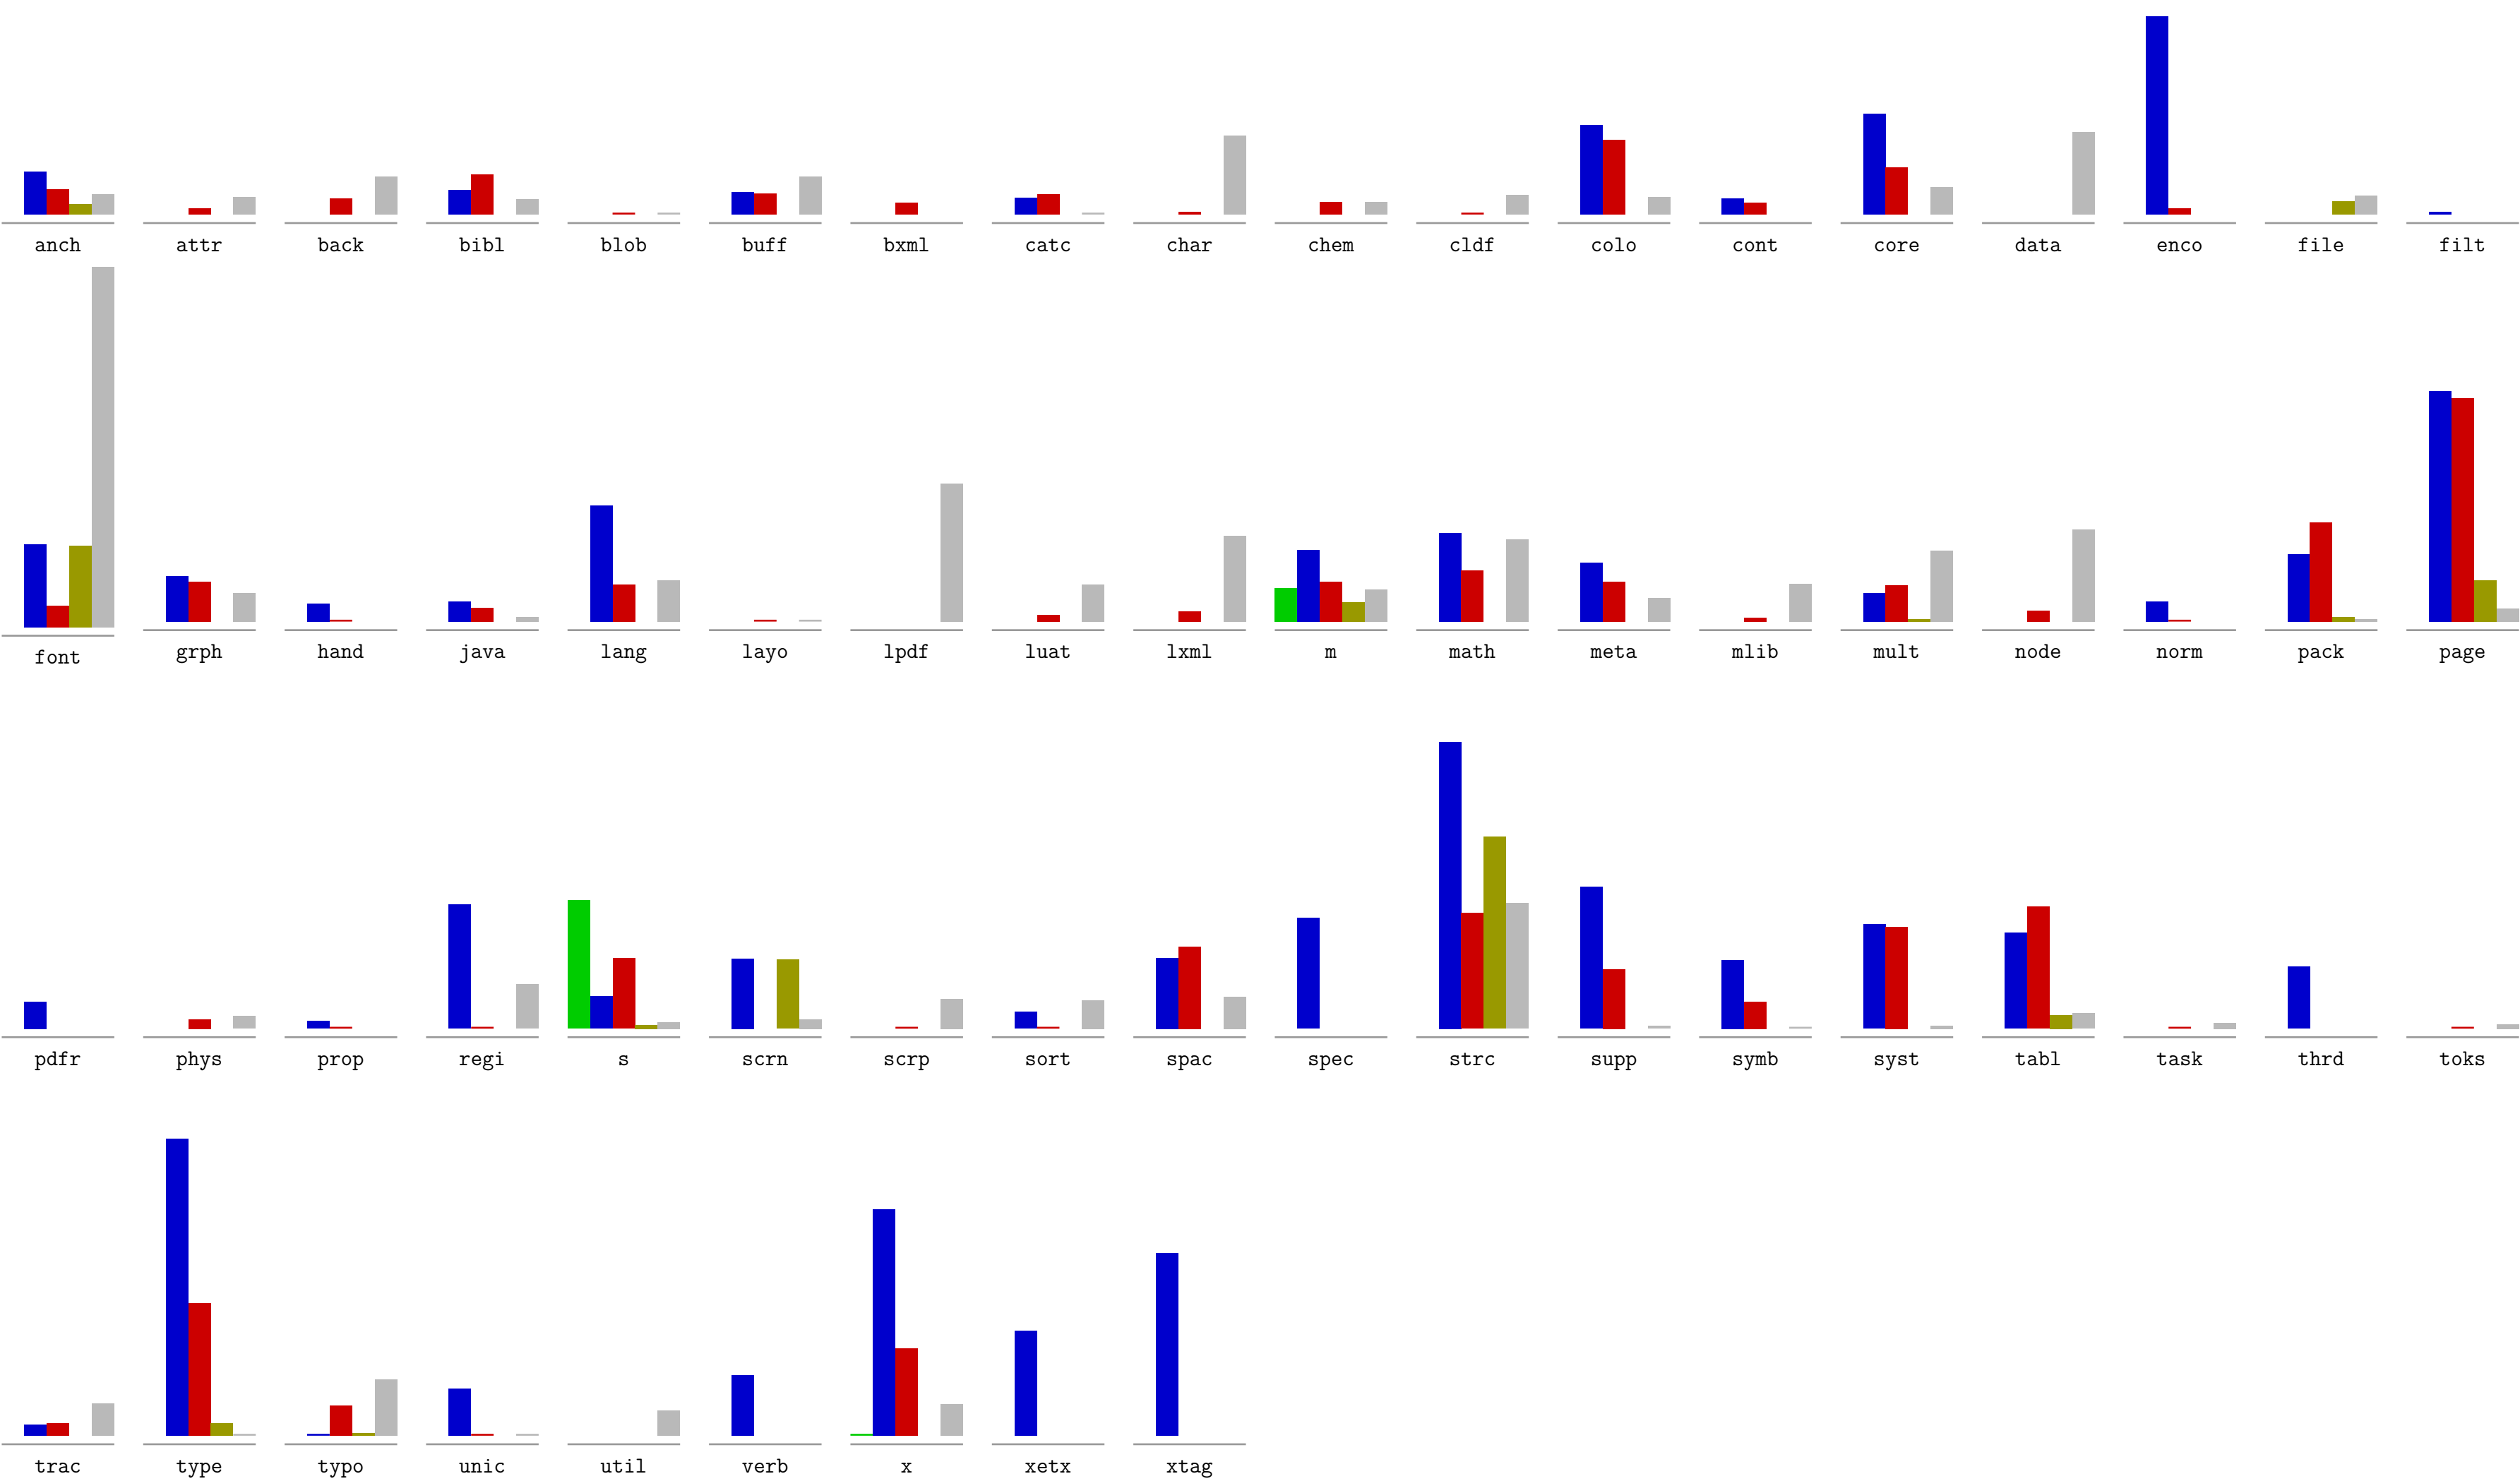 anch attr back bibl blob buff bxml catc char chem cldf colo cont core data enco file filt
font grph hand java lang layo lpdf luat lxml m math meta mlib mult node norm pack page
pdfr phys prop regi s scrn scrp sort spac spec strc supp symb syst tabl task thrd toks
trac type typo unic util verb x xetx xtag